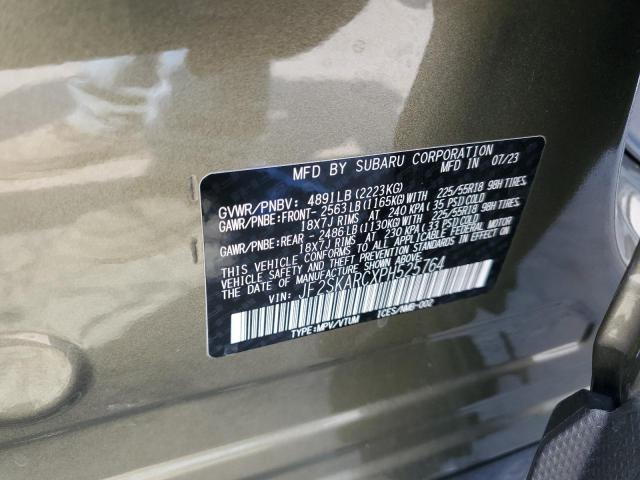 MFD BY SUBARU CORPORATION 07/23
GVWR/PNBV: 4891LB(2223KG)
GAWR/PNBE:FRONT- 2563LB(1165KG)WITH 225/55R18 98H TIRES,
18X7J RIMS AT 240 KPA(35 PSI)COLD
GAWR/PNBE:REAR - 2486LB(1130KG)WITH 225/55R18 98H TIRES,
18X7J RIMS AT 230 KPA(33 PSI)COLD
THIS VEHICLE CONFORMS TO ALL APPLICABLE FEDERAL MOTOR
VEHICLE SAFETY AND THEFT PREVENTION STANDARDS IN EFFECT ON
THE DATE OF MANUFACTURE SHOWN ABOVE.
JF2SKARCXPH525764
TYPE:MPV/VTUM ICES/NMB-002